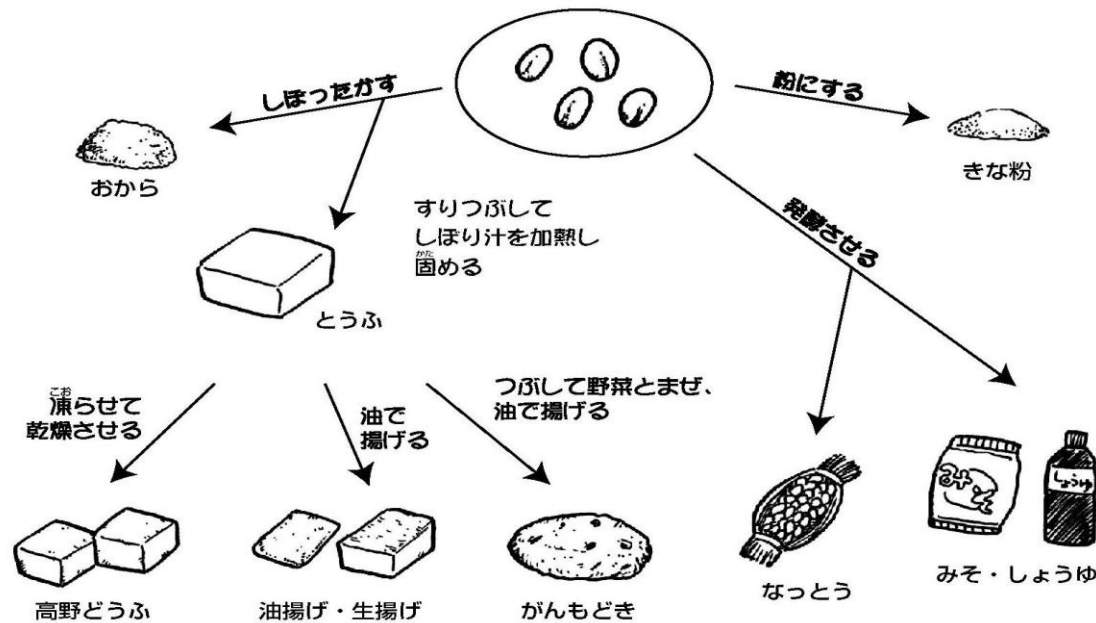 しぼったかす
粉にする
おから
きな粉
すりつぶして
しぼり汁を加熱し
かた
固める
発酵させる
とうふ
こお
凍らせて
乾燥させる
油で
揚げる
つぶして野菜とまぜ、
油で揚げる
みそ
しょうゆ
高野どうふ
油揚げ・生揚げ
がんもどき
なっとう
みそ・しょうゆ